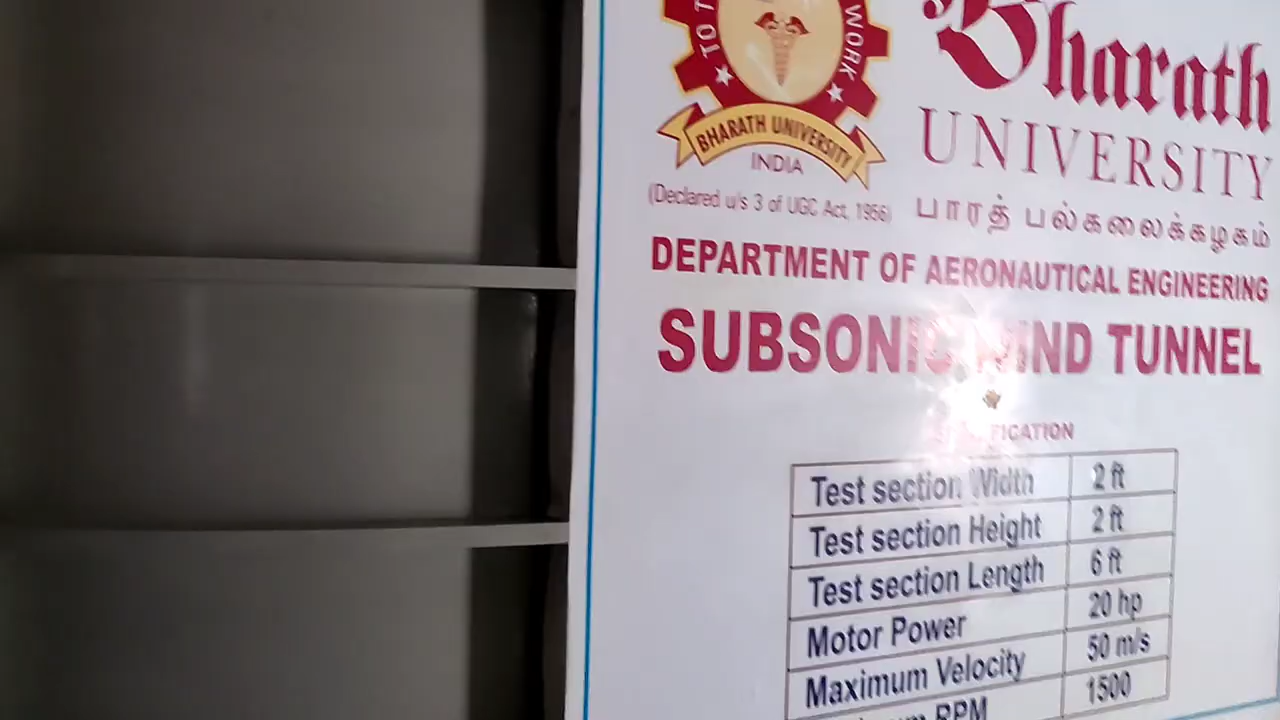 TO T WORK
BHARATH UNIVERSITY
INDIA
(Declared u/s 3 of UGC Act, 1956)
Bharath
UNIVERSITY
பாரத் பல்கலைக்கழகம்
DEPARTMENT OF AERONAUTICAL ENGINEERING
SUBSONIC WIND TUNNEL
Test section Width 2 ft
Test section Height 2 ft
Test section Length 6 ft
Motor Power 20 hp
Maximum Velocity 50 m/s
RPM 1500